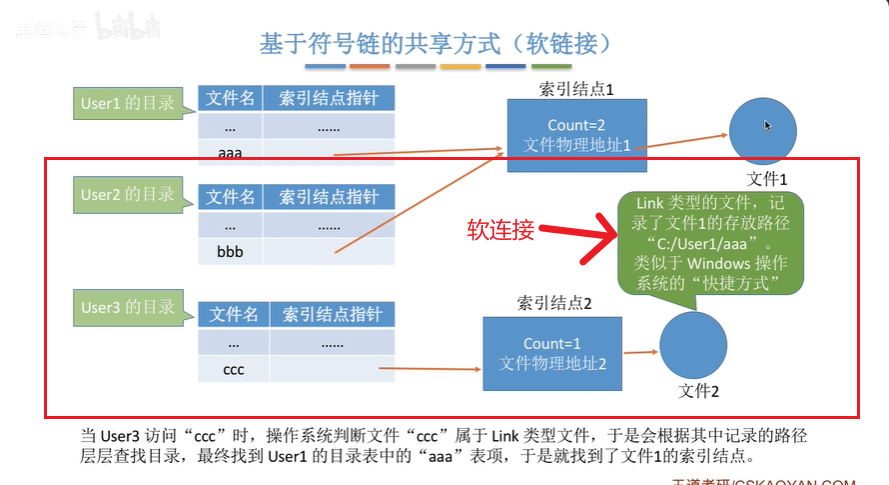 bilibili
基于符号链的共享方式（软链接）
User1 的目录
文件名 索引结点指针
... ......
aaa
索引结点1
Count=2
文件物理地址1
文件1
User2 的目录
文件名 索引结点指针
... ......
bbb
软连接
Link 类型的文件，记
录了文件1的存放路径
“C:/User1/aaa”。
类似于 Windows 操作
系统的“快捷方式”
User3 的目录
文件名 索引结点指针
... ......
ccc
索引结点2
Count=1
文件物理地址2
文件2
当 User3 访问“ccc”时，操作系统判断文件“ccc”属于 Link 类型文件，于是会根据其中记录的路径
层层查找目录，最终找到 User1 的目录表中的“aaa”表项，于是就找到了文件1的索引结点。
王道考研/CSKAOYAN.COM